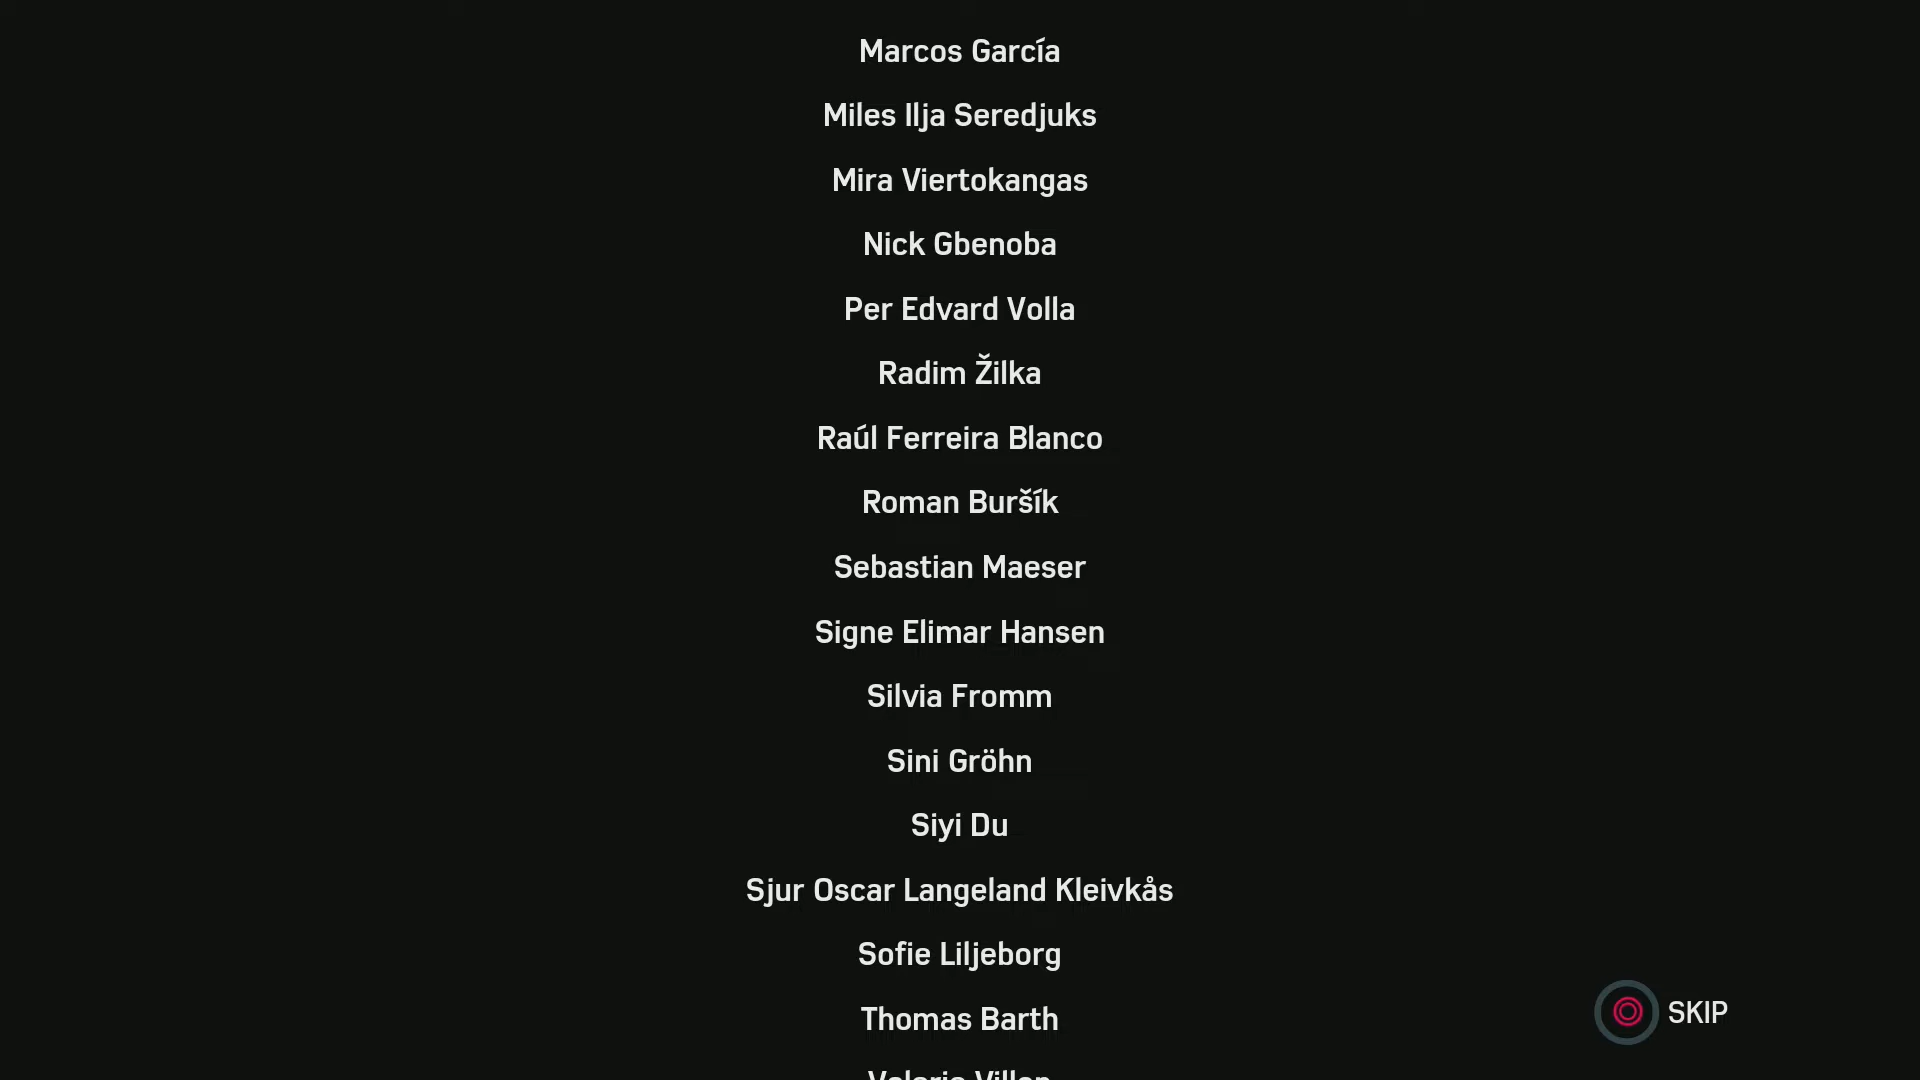 Marcos García
Miles Ilja Seredjuks
Mira Viertokangas
Nick Gbenoba
Per Edvard Volla
Radim Žilka
Raúl Ferreira Blanco
Roman Buršík
Sebastian Maeser
Signe Elimar Hansen
Silvia Fromm
Sini Gröhn
Siyi Du
Sjur Oscar Langeland Kleivkås
Sofie Liljeborg
Thomas Barth
SKIP